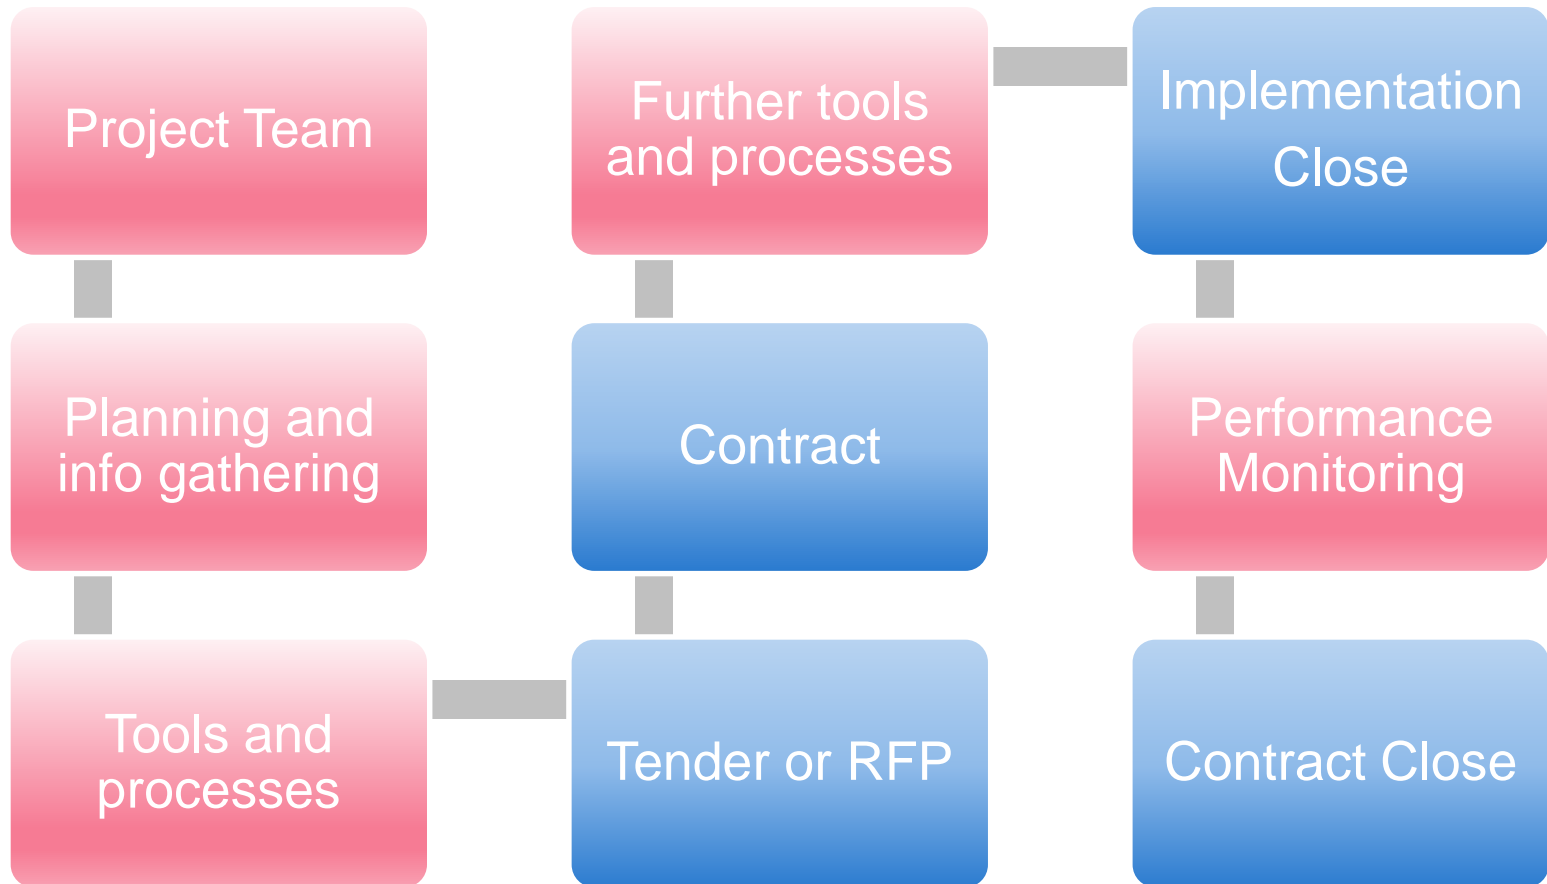 Project Team
Planning and
info gathering
Tools and
processes
Tender or RFP
Contract
Further tools
and processes
Implementation
Close
Performance
Monitoring
Contract Close